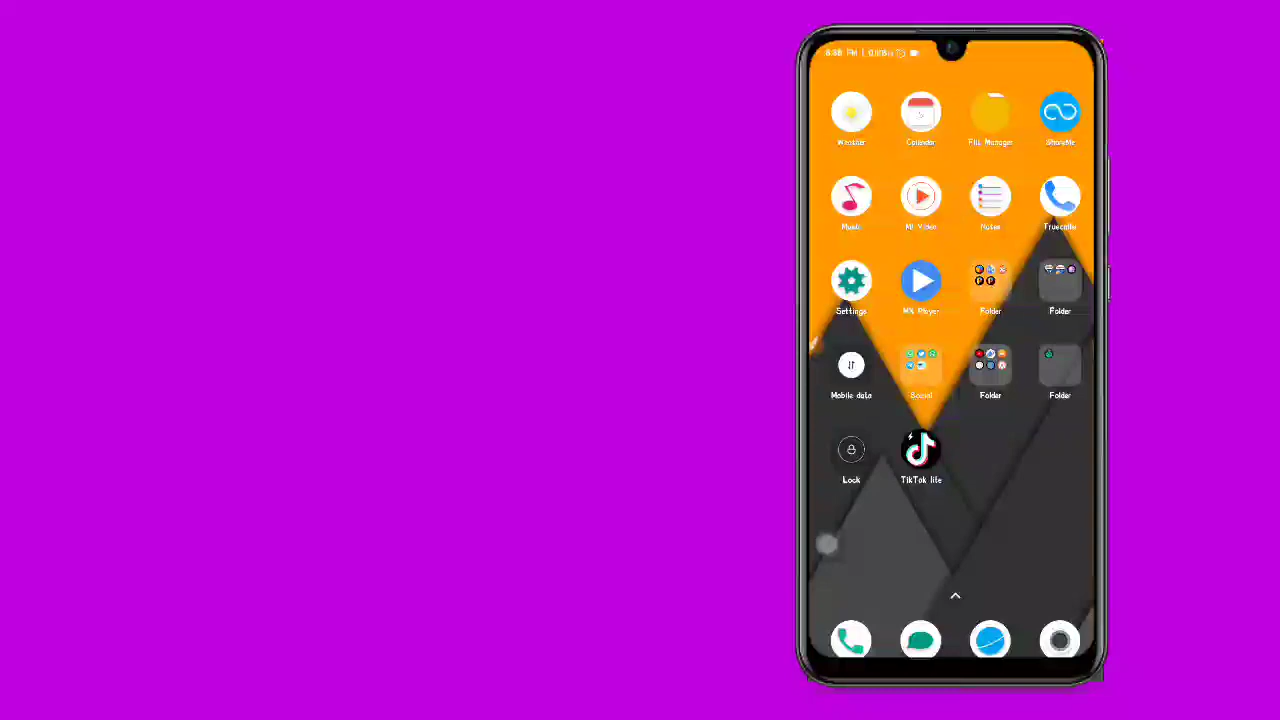 Weather Calendar File Manager ShareMe
Music Mi Video Notes Truecaller
Settings MX Player Folder Folder
Mobile data Social Folder Folder
Lock TikTok lite